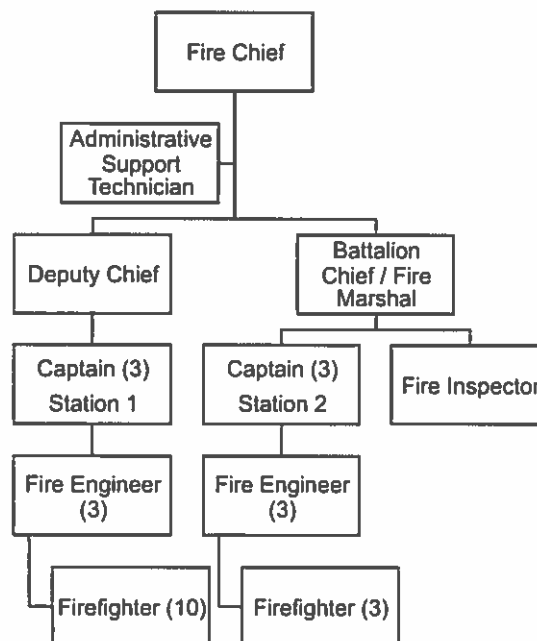 Fire Chief
Administrative
Support
Technician
Deputy Chief
Battalion
Chief / Fire
Marshal
Captain (3)
Station 1
Captain (3)
Station 2
Fire Inspector
Fire Engineer
(3)
Fire Engineer
(3)
Firefighter (10)
Firefighter (3)